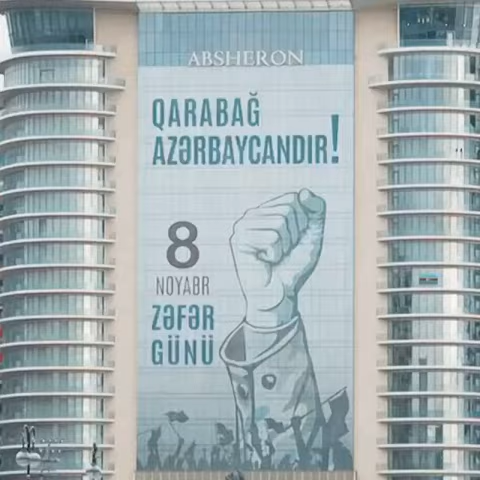 ABSHERON
QARABAĞ
AZƏRBAYCANDIR!
8
NOYABR
ZƏFƏR
GÜNÜ